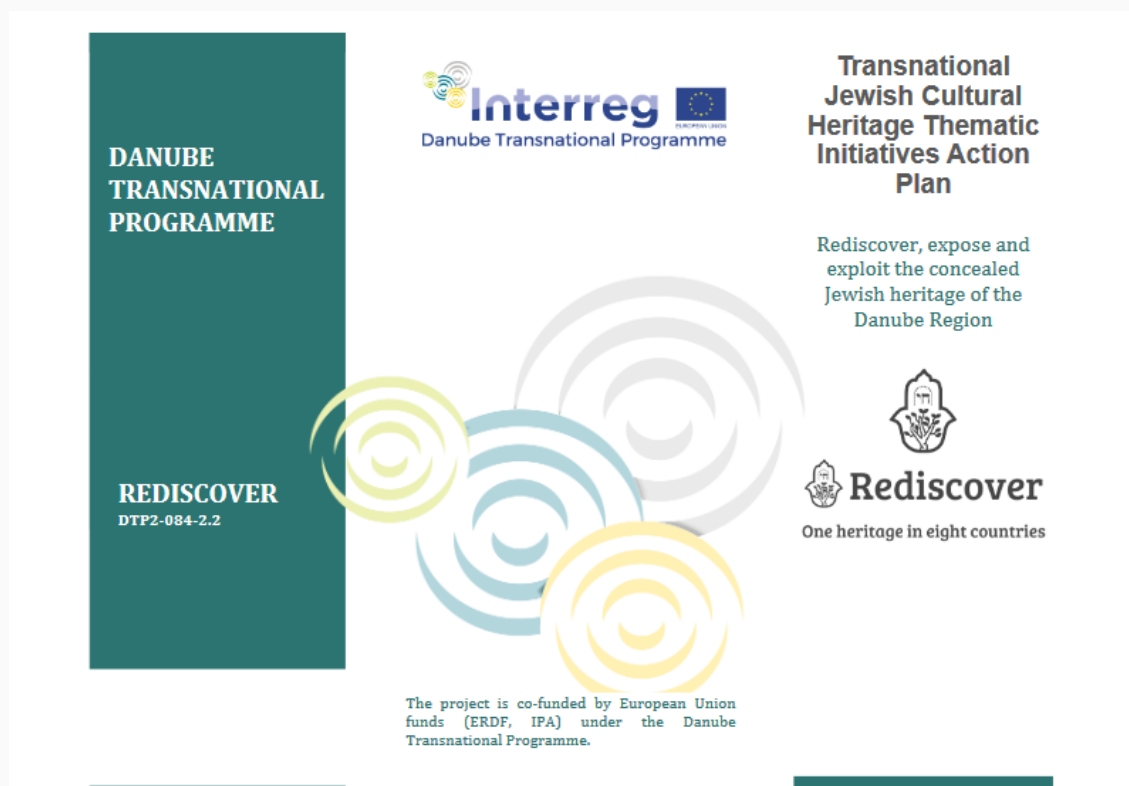 DANUBE
TRANSNATIONAL
PROGRAMME
REDISCOVER
DTP2-084-2.2
Interreg
EUROPEAN UNION
Danube Transnational Programme
The project is co-funded by European Union
funds (ERDF, IPA) under the Danube
Transnational Programme.
Transnational
Jewish Cultural
Heritage Thematic
Initiatives Action
Plan
Rediscover, expose and
exploit the concealed
Jewish heritage of the
Danube Region
Rediscover
One heritage in eight countries